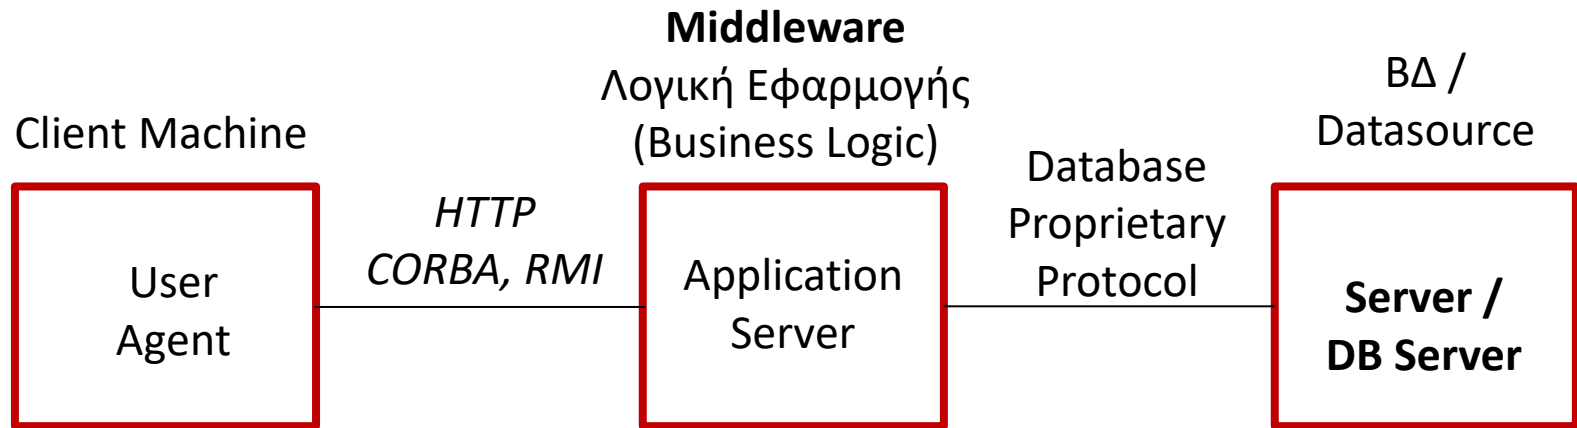 Middleware
Λογική Εφαρμογής
(Business Logic)
ΒΔ /
Datasource
Client Machine
Database
Proprietary
Protocol
HTTP
CORBA, RMI
User
Agent
Application
Server
Server /
DB Server